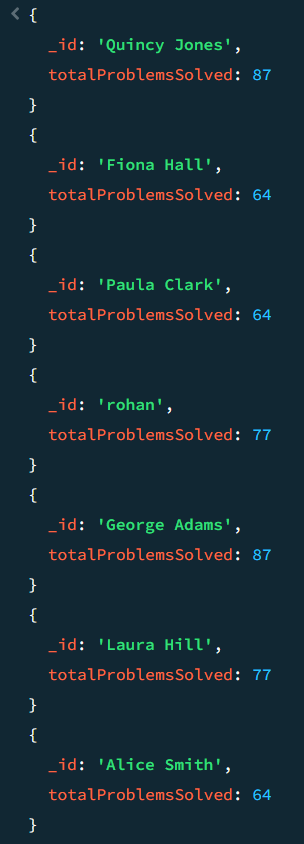 {
_id: 'Quincy Jones',
totalProblemsSolved: 87
}
{
_id: 'Fiona Hall',
totalProblemsSolved: 64
}
{
_id: 'Paula Clark',
totalProblemsSolved: 64
}
{
_id: 'rohan',
totalProblemsSolved: 77
}
{
_id: 'George Adams',
totalProblemsSolved: 87
}
{
_id: 'Laura Hill',
totalProblemsSolved: 77
}
{
_id: 'Alice Smith',
totalProblemsSolved: 64
}